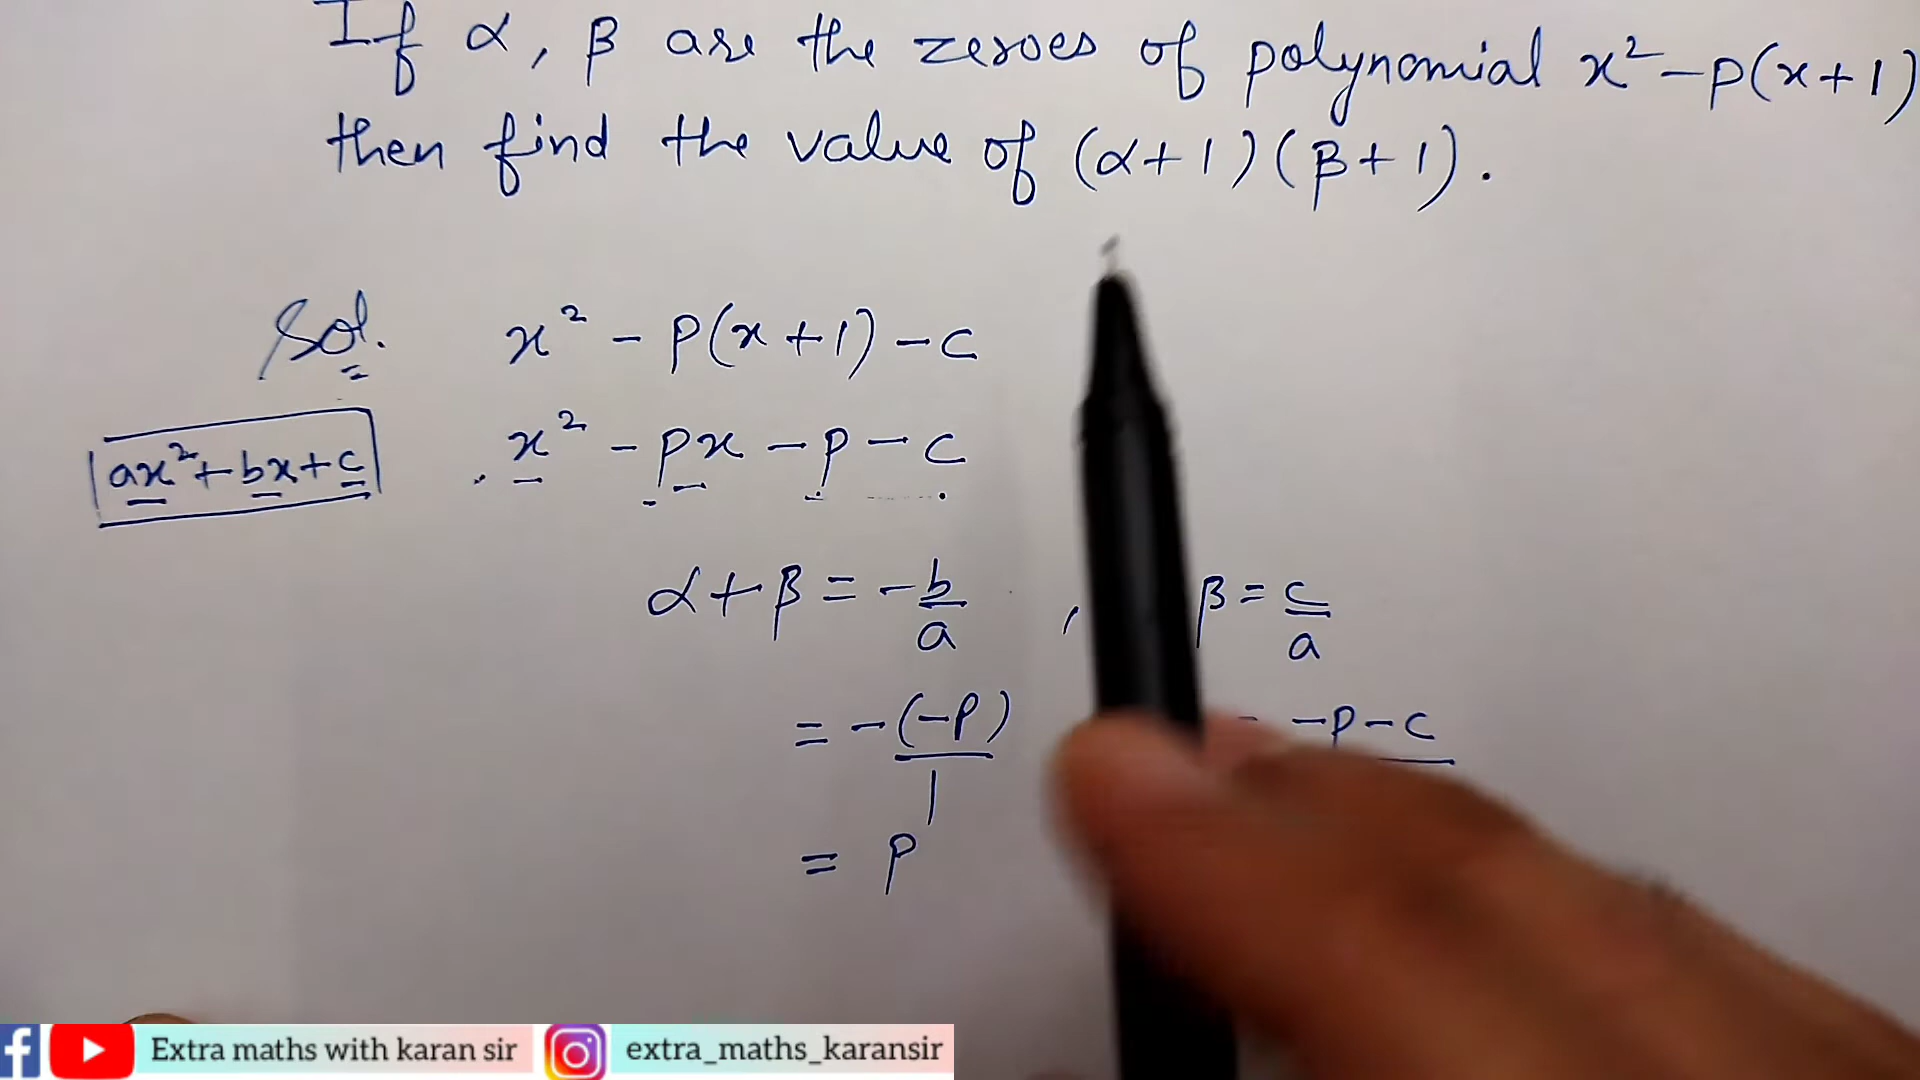 If α, β are the zeroes of polynomial x² - p(x+1)
then find the value of (α+1)(β+1).
Sol. x² - p(x+1) - c
ax² + bx + c
x² - px - p - c
α + β = -b/a , β = c/a
= -(-p)/1 = -p - c
= p
Extra maths with karan sir
extra_maths_karansir